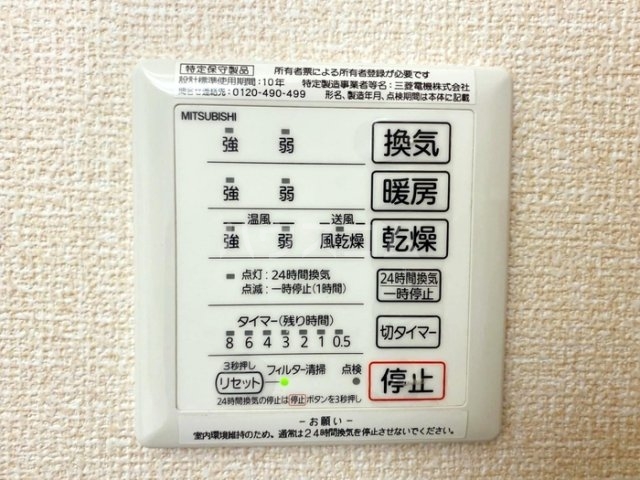 特定保守製品 所有者票による所有者登録が必要です
設計標準使用期間：10年 特定製造事業者等名：三菱電機株式会社
問合せ連絡先：0120-490-499 形名、製造年月、点検期間は本体に記載
MITSUBISHI
強 弱 換気
強 弱 暖房
温風 送風
強 弱 風乾燥 乾燥
点灯：24時間換気
点滅：一時停止(1時間)
24時間換気
一時停止
タイマー(残り時間)
8 6 4 3 2 1 0.5
切タイマー
3秒押し
リセット フィルター清掃 点検 停止
24時間換気の停止は停止ボタンを3秒押し
－お願い－
室内環境維持のため、通常は24時間換気を停止させないでください。